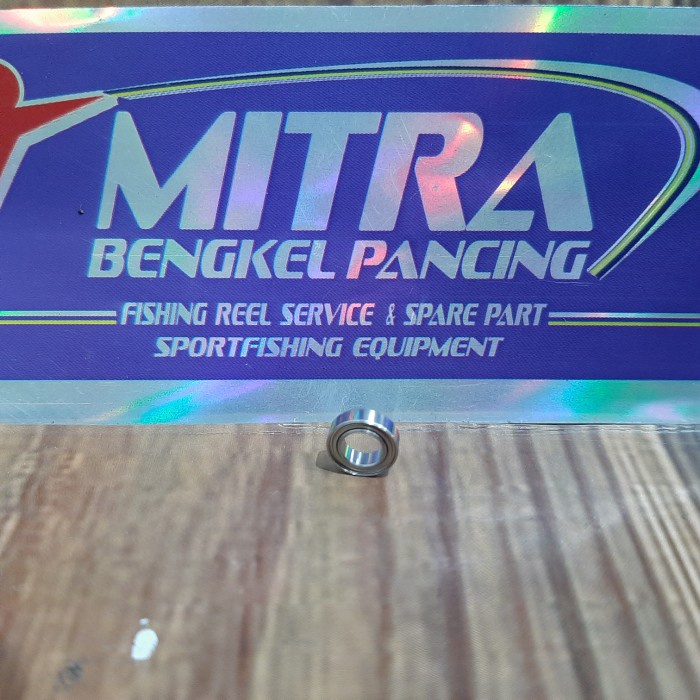 MITRA
BENGKEL PANCING
FISHING REEL SERVICE & SPARE PART
SPORTFISHING EQUIPMENT